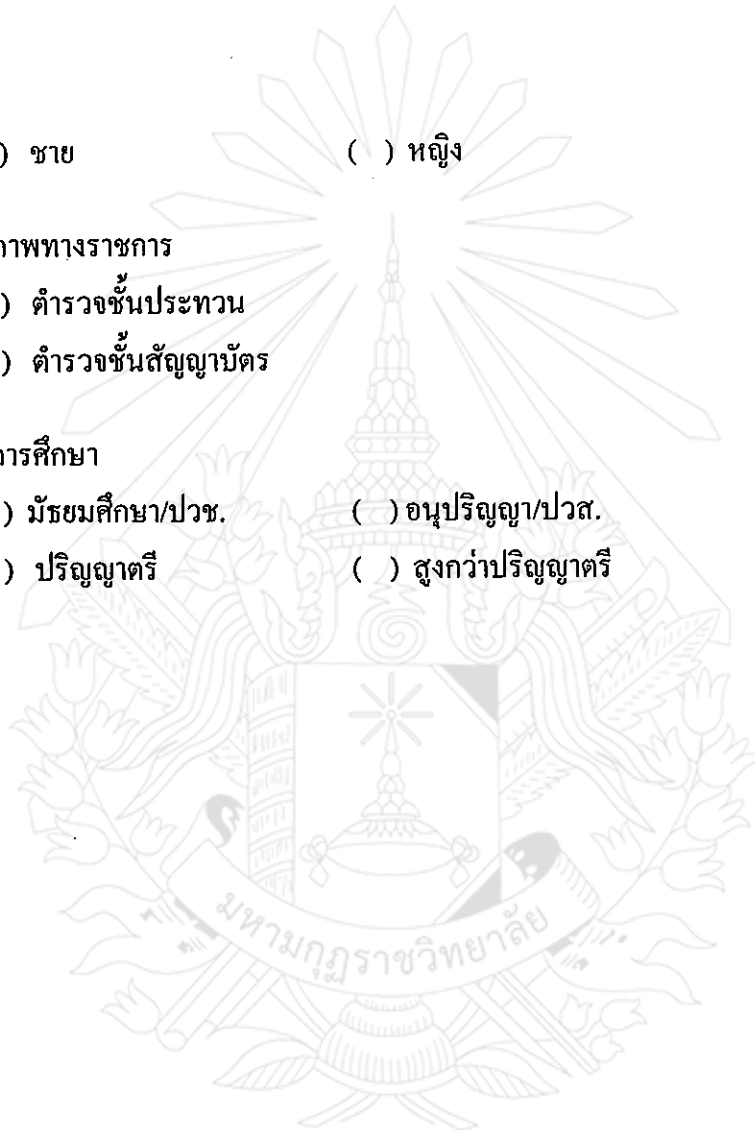 ) ชาย ( ) หญิง
าพทางราชการ
) ตำรวจชั้นประทวน
) ตำรวจชั้นสัญญาบัตร
ารศึกษา
) มัธยมศึกษา/ปวช. ( ) อนุปริญญา/ปวส.
) ปริญญาตรี ( ) สูงกว่าปริญญาตรี
มหามกุฏราชวิทยาลัย